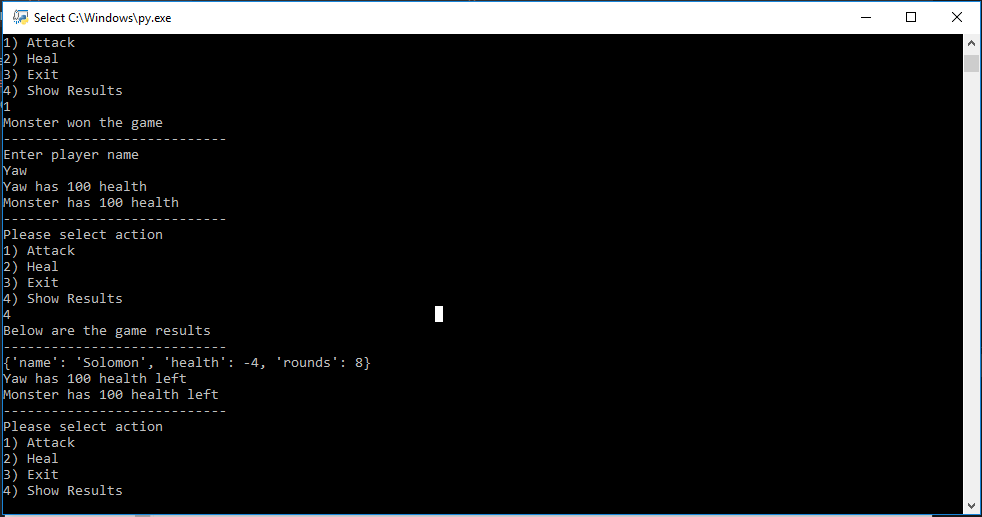 Select C:\Windows\py.exe
1) Attack
2) Heal
3) Exit
4) Show Results
1
Monster won the game
----------------------------
Enter player name
Yaw
Yaw has 100 health
Monster has 100 health
----------------------------
Please select action
1) Attack
2) Heal
3) Exit
4) Show Results
4
Below are the game results
----------------------------
{'name': 'Solomon', 'health': -4, 'rounds': 8}
Yaw has 100 health left
Monster has 100 health left
----------------------------
Please select action
1) Attack
2) Heal
3) Exit
4) Show Results